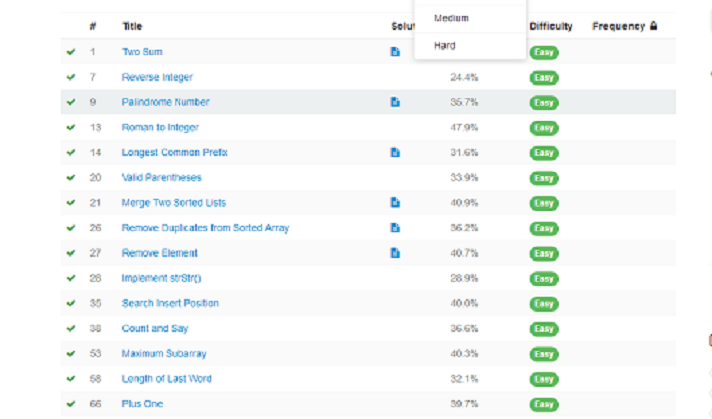 Medium
# Title Solut Difficulty Frequency
Hard
1 Two Sum Easy
7 Reverse Integer 24.4% Easy
9 Palindrome Number 35.7% Easy
13 Roman to Integer 47.9% Easy
14 Longest Common Prefix 31.6% Easy
20 Valid Parentheses 33.9% Easy
21 Merge Two Sorted Lists 40.9% Easy
26 Remove Duplicates from Sorted Array 36.2% Easy
27 Remove Element 40.7% Easy
28 Implement strStr() 28.9% Easy
35 Search Insert Position 40.0% Easy
38 Count and Say 36.6% Easy
53 Maximum Subarray 40.3% Easy
58 Length of Last Word 32.1% Easy
66 Plus One 39.7% Easy